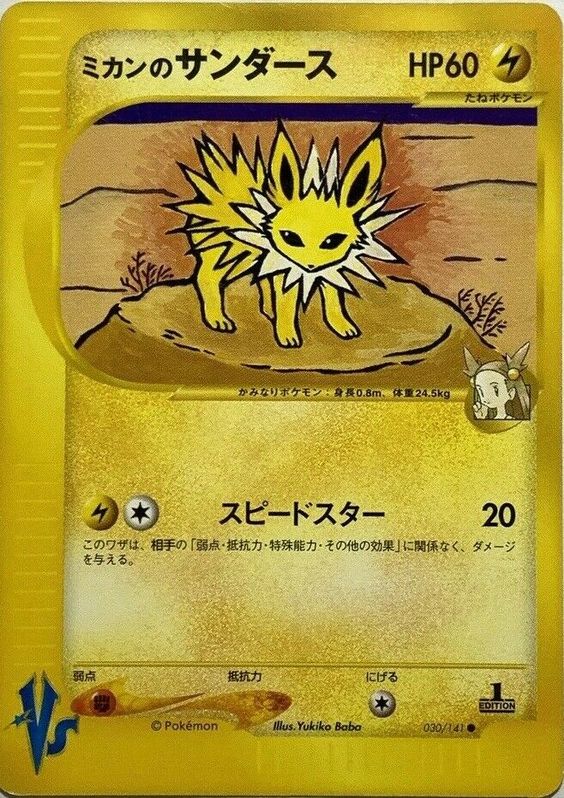 ミカンのサンダース HP60
たねポケモン
かみなりポケモン：身長0.8m、体重24.5kg
スピードスター 20
このワザは、相手の「弱点・抵抗力・特殊能力・その他の効果」に関係なく、ダメージ
を与える。
弱点 抵抗力 にげる
1
EDITION
VS
© Pokémon Illus. Yukiko Baba 030/141